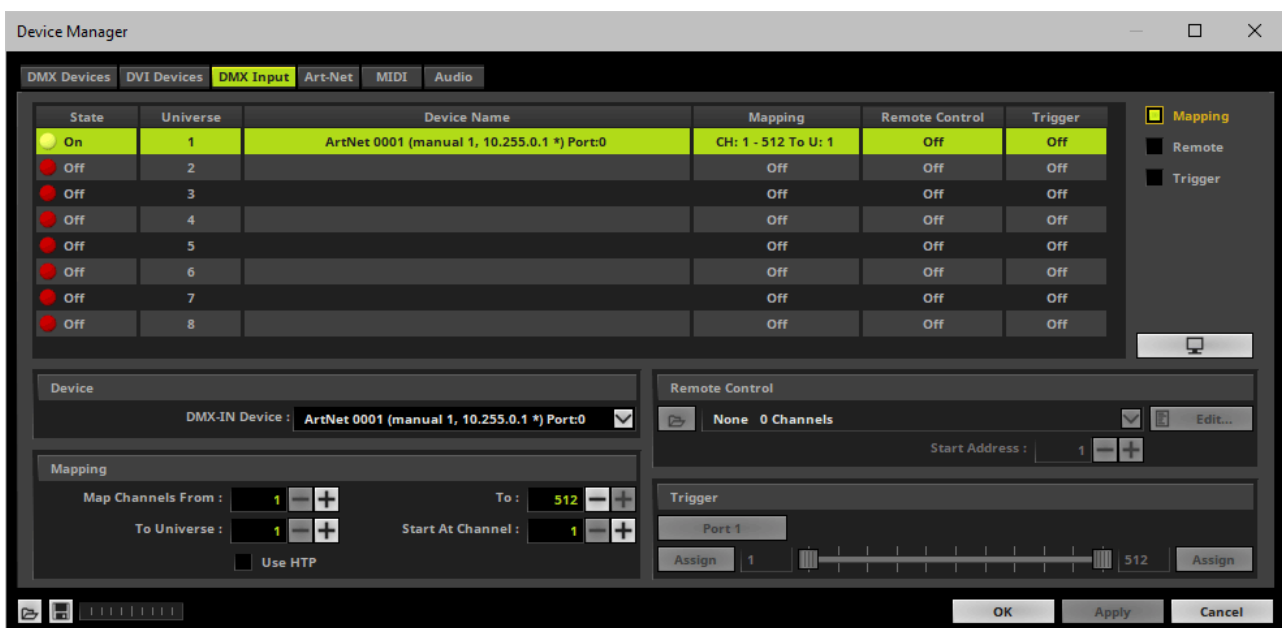 Device Manager
DMX Devices DVI Devices DMX Input Art-Net MIDI Audio
State Universe Device Name Mapping Remote Control Trigger
On 1 ArtNet 0001 (manual 1, 10.255.0.1 *) Port:0 CH: 1 - 512 To U: 1 Off Off
Off 2 Off Off Off
Off 3 Off Off Off
Off 4 Off Off Off
Off 5 Off Off Off
Off 6 Off Off Off
Off 7 Off Off Off
Off 8 Off Off Off
Mapping
Remote
Trigger
Device
DMX-IN Device : ArtNet 0001 (manual 1, 10.255.0.1 *) Port:0
Mapping
Map Channels From : 1 To : 512
To Universe : 1 Start At Channel : 1
Use HTP
Remote Control
None 0 Channels Edit...
Start Address : 1
Trigger
Port 1
Assign 1 512 Assign
OK Apply Cancel